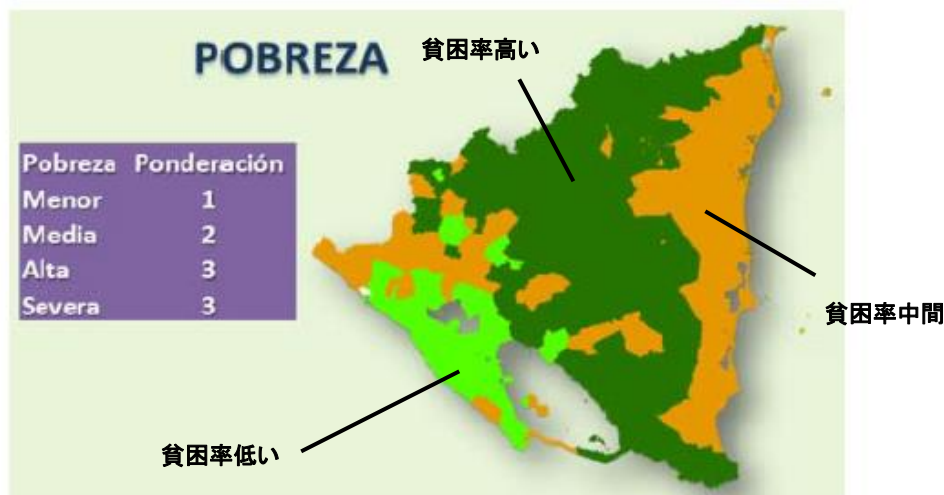 POBREZA
貧困率高い
Pobreza Ponderación
Menor 1
Media 2
Alta 3
Severa 3
貧困率中間
貧困率低い